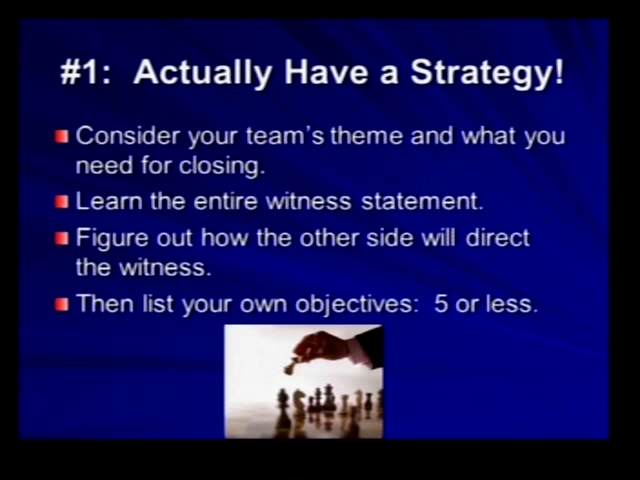 #1:  Actually Have a Strategy!
Consider your team's theme and what you
need for closing.
Learn the entire witness statement.
Figure out how the other side will direct
the witness.
Then list your own objectives:  5 or less.